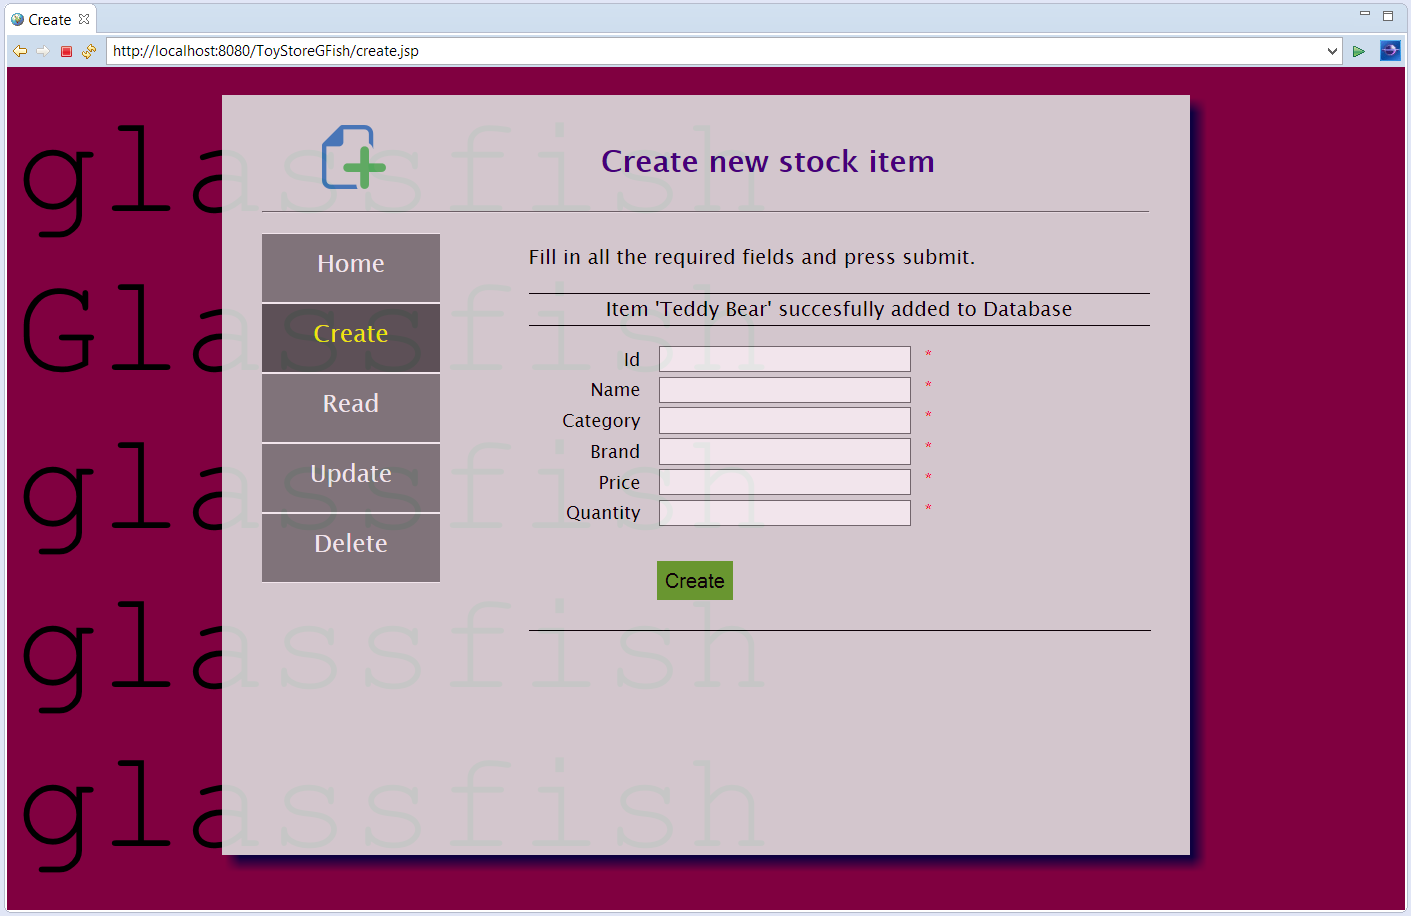 Create
http://localhost:8080/ToyStoreGFish/create.jsp
glassfish
Glassfish
glassfish
glassfish
glassfish
Create new stock item
Home
Create
Read
Update
Delete
Fill in all the required fields and press submit.
Item 'Teddy Bear' succesfully added to Database
Id *
Name *
Category *
Brand *
Price *
Quantity *
Create